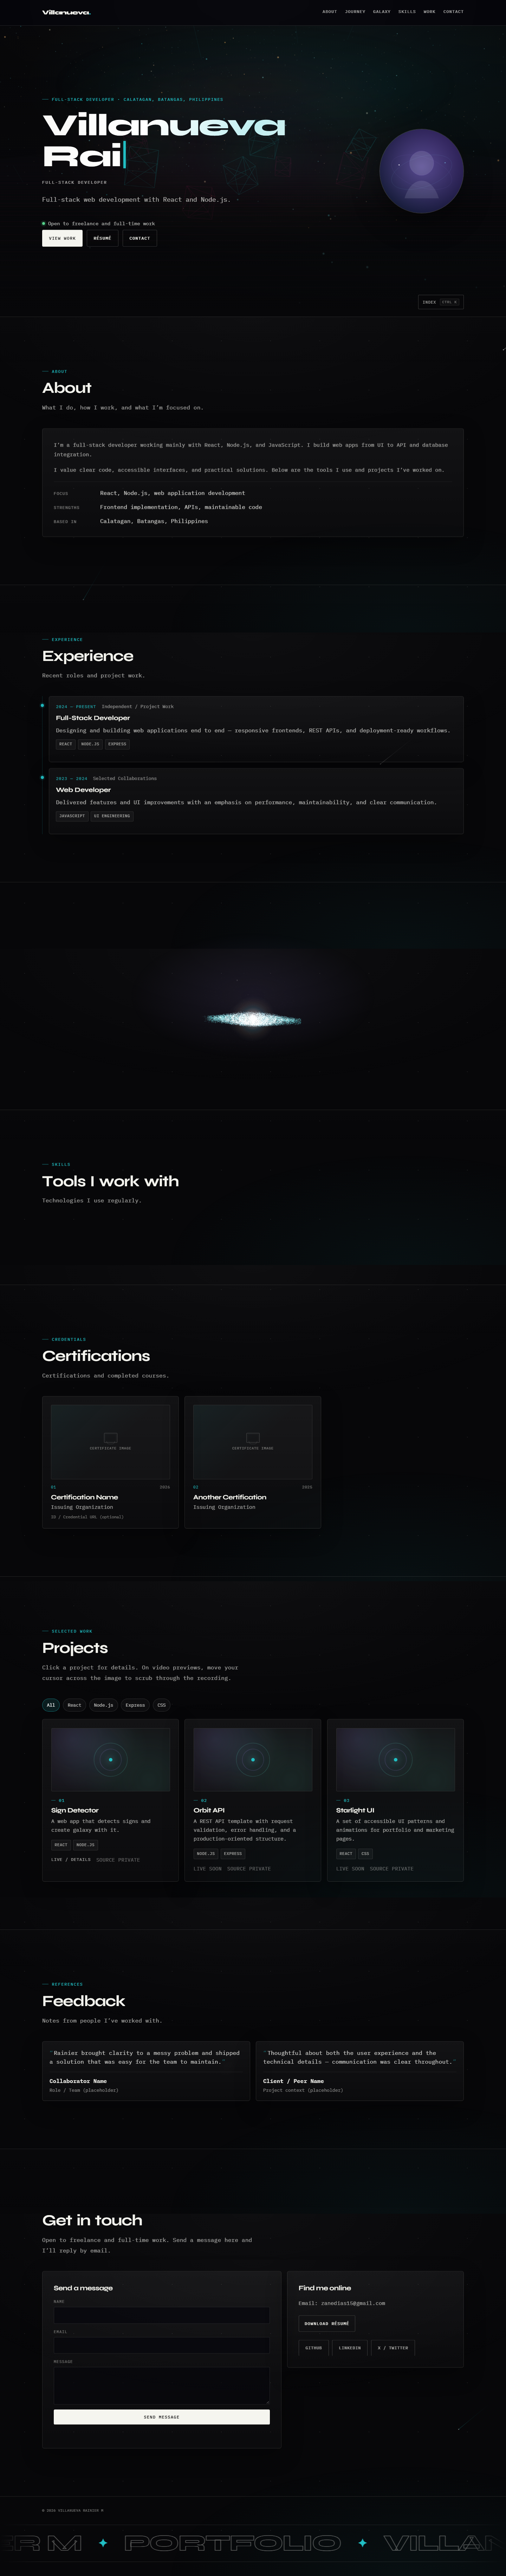 Villanueva.
ABOUT JOURNEY GALAXY SKILLS WORK CONTACT
FULL-STACK DEVELOPER · CALATAGAN, BATANGAS, PHILIPPINES
Villanueva
Rai
FULL-STACK DEVELOPER
Full-stack web development with React and Node.js.
Open to freelance and full-time work
VIEW WORK RÉSUMÉ CONTACT
INDEX CTRL K
ABOUT
About
What I do, how I work, and what I'm focused on.
I'm a full-stack developer working mainly with React, Node.js, and JavaScript. I build web apps from UI to API and database
integration.
I value clear code, accessible interfaces, and practical solutions. Below are the tools I use and projects I've worked on.
FOCUS React, Node.js, web application development
STRENGTHS Frontend implementation, APIs, maintainable code
BASED IN Calatagan, Batangas, Philippines
EXPERIENCE
Experience
Recent roles and project work.
2024 — PRESENT Independent / Project Work
Full-Stack Developer
Designing and building web applications end to end — responsive frontends, REST APIs, and deployment-ready workflows.
REACT NODE.JS EXPRESS
2023 — 2024 Selected Collaborations
Web Developer
Delivered features and UI improvements with an emphasis on performance, maintainability, and clear communication.
JAVASCRIPT UI ENGINEERING
SKILLS
Tools I work with
Technologies I use regularly.
CREDENTIALS
Certifications
Certifications and completed courses.
CERTIFICATE IMAGE
01 2026
Certification Name
Issuing Organization
ID / Credential URL (optional)
CERTIFICATE IMAGE
02 2025
Another Certification
Issuing Organization
SELECTED WORK
Projects
Click a project for details. On video previews, move your
cursor across the image to scrub through the recording.
All React Node.js Express CSS
01
Sign Detector
A web app that detects signs and
create galaxy with it.
REACT NODE.JS
LIVE / DETAILS SOURCE PRIVATE
02
Orbit API
A REST API template with request
validation, error handling, and a
production-oriented structure.
NODE.JS EXPRESS
LIVE SOON SOURCE PRIVATE
03
Starlight UI
A set of accessible UI patterns and
animations for portfolio and marketing
pages.
REACT CSS
LIVE SOON SOURCE PRIVATE
REFERENCES
Feedback
Notes from people I've worked with.
"Rainier brought clarity to a messy problem and shipped
a solution that was easy for the team to maintain."
Collaborator Name
Role / Team (placeholder)
"Thoughtful about both the user experience and the
technical details — communication was clear throughout."
Client / Peer Name
Project context (placeholder)
Get in touch
Open to freelance and full-time work. Send a message here and
I'll reply by email.
Send a message
NAME
EMAIL
MESSAGE
SEND MESSAGE
Find me online
Email: ranedias16@gmail.com
DOWNLOAD RÉSUMÉ
GITHUB LINKEDIN X / TWITTER
ER M ✦ PORTFOLIO ✦ VILLAN